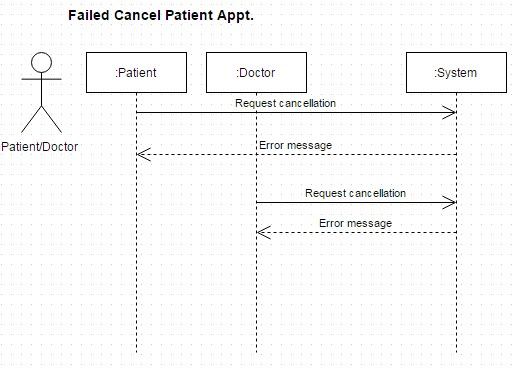 Failed Cancel Patient Appt.
:Patient
:Doctor
:System
Request cancellation
Patient/Doctor
Error message
Request cancellation
Error message